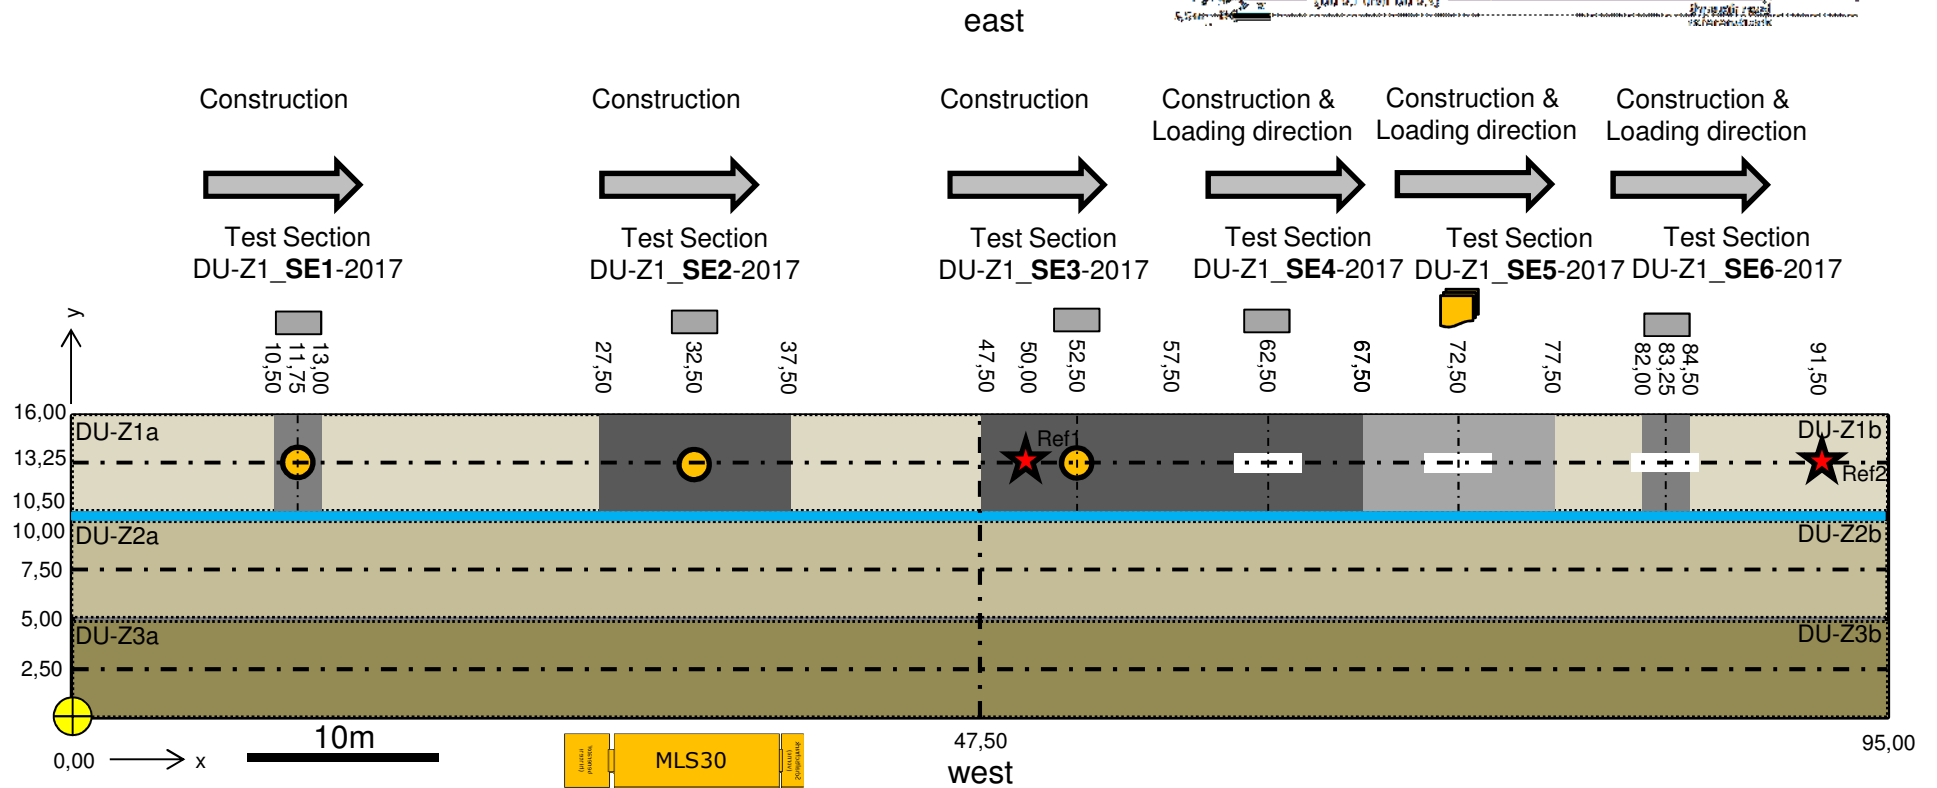 east
Construction
Construction
Construction
Construction &
Loading direction
Construction &
Loading direction
Construction &
Loading direction
Test Section
DU-Z1_SE1-2017
Test Section
DU-Z1_SE2-2017
Test Section
DU-Z1_SE3-2017
Test Section
DU-Z1_SE4-2017
Test Section
DU-Z1_SE5-2017
Test Section
DU-Z1_SE6-2017
y
10,50
11,75
13,00
27,50
32,50
37,50
47,50
50,00
52,50
57,50
62,50
67,50
72,50
77,50
82,00
83,25
84,50
91,50
16,00
DU-Z1a
DU-Z1b
Ref1
13,25
Ref2
10,50
10,00
DU-Z2a
DU-Z2b
7,50
5,00
DU-Z3a
DU-Z3b
2,50
0,00
x
10m
MLS30
47,50
95,00
west